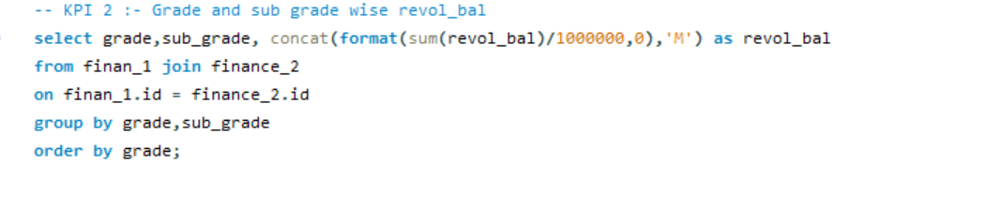 -- KPI 2 :- Grade and sub grade wise revol_bal
select grade,sub_grade, concat(format(sum(revol_bal)/1000000,0),'M') as revol_bal
from finan_1 join finance_2
on finan_1.id = finance_2.id
group by grade,sub_grade
order by grade;